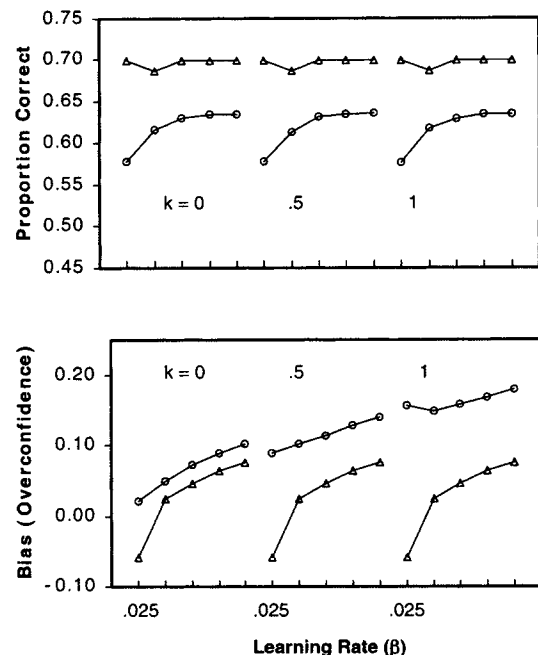 Proportion Correct
0.75
0.70
0.65
0.60
0.55
0.50
0.45
k = 0 .5 1
Bias (Overconfidence)
0.20
0.10
0.00
-0.10
k = 0 .5 1
.025 .025 .025
Learning Rate (β)